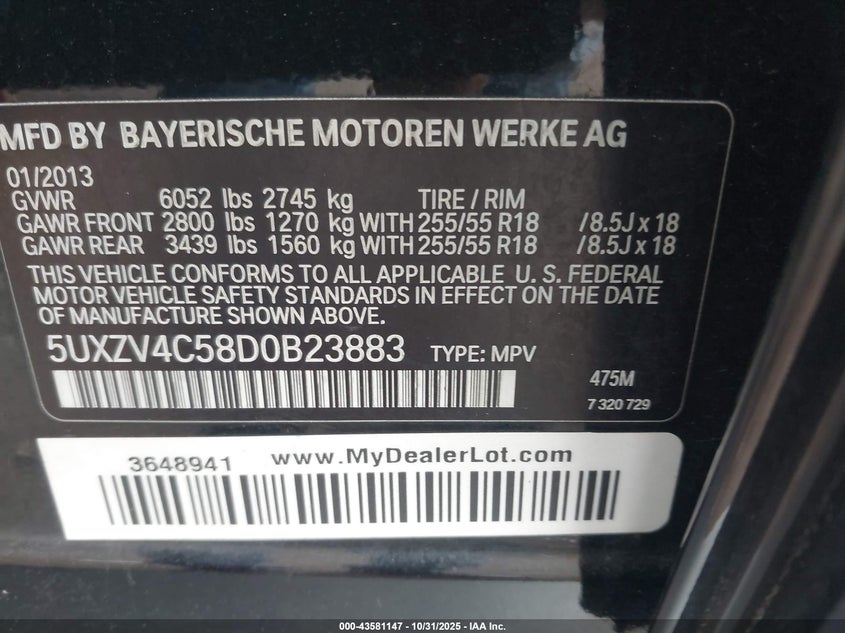 MFD BY BAYERISCHE MOTOREN WERKE AG
01/2013
GVWR 6052 lbs 2745 kg TIRE / RIM
GAWR FRONT 2800 lbs 1270 kg WITH 255/55 R18 /8.5J x 18
GAWR REAR 3439 lbs 1560 kg WITH 255/55 R18 /8.5J x 18
THIS VEHICLE CONFORMS TO ALL APPLICABLE U. S. FEDERAL
MOTOR VEHICLE SAFETY STANDARDS IN EFFECT ON THE DATE
OF MANUFACTURE SHOWN ABOVE.
5UXZV4C58D0B23883 TYPE: MPV
475M
7 320 729
3648941 www.MyDealerLot.com
000-43581147 - 10/31/2025 - IAA Inc.